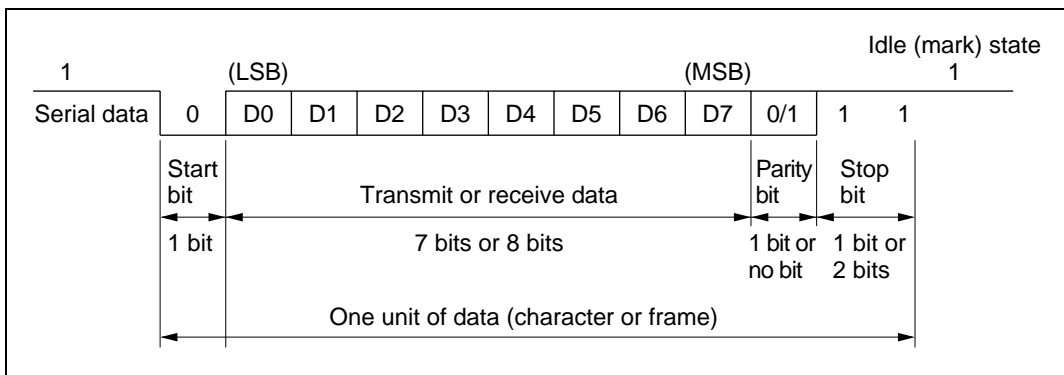 Idle (mark) state
1 (LSB) (MSB) 1
Serial data 0 D0 D1 D2 D3 D4 D5 D6 D7 0/1 1 1
Start bit
Transmit or receive data
Parity bit
Stop bit
1 bit
7 bits or 8 bits
1 bit or no bit
1 bit or 2 bits
One unit of data (character or frame)